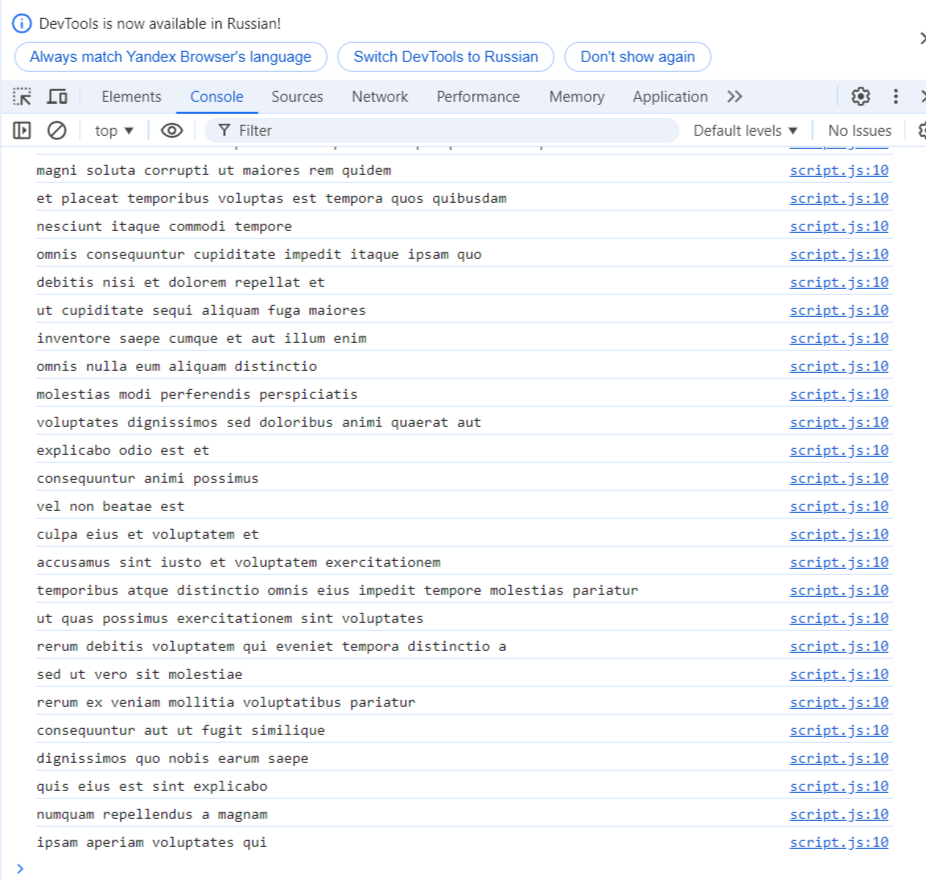 DevTools is now available in Russian!
Always match Yandex Browser's language Switch DevTools to Russian Don't show again
Elements Console Sources Network Performance Memory Application
top Filter Default levels No Issues
magni soluta corrupti ut maiores rem quidem script.js:10
et placeat temporibus voluptas est tempora quos quibusdam script.js:10
nesciunt itaque commodi tempore script.js:10
omnis consequuntur cupiditate impedit itaque ipsam quo script.js:10
debitis nisi et dolorem repellat et script.js:10
ut cupiditate sequi aliquam fuga maiores script.js:10
inventore saepe cumque et aut illum enim script.js:10
omnis nulla eum aliquam distinctio script.js:10
molestias modi perferendis perspiciatis script.js:10
voluptates dignissimos sed doloribus animi quaerat aut script.js:10
explicabo odio est et script.js:10
consequuntur animi possimus script.js:10
vel non beatae est script.js:10
culpa eius et voluptatem et script.js:10
accusamus sint iusto et voluptatem exercitationem script.js:10
temporibus atque distinctio omnis eius impedit tempore molestias pariatur script.js:10
ut quas possimus exercitationem sint voluptates script.js:10
rerum debitis voluptatem qui eveniet tempora distinctio a script.js:10
sed ut vero sit molestiae script.js:10
rerum ex veniam mollitia voluptatibus pariatur script.js:10
consequuntur aut ut fugit similique script.js:10
dignissimos quo nobis earum saepe script.js:10
quis eius est sint explicabo script.js:10
numquam repellendus a magnam script.js:10
ipsam aperiam voluptates qui script.js:10